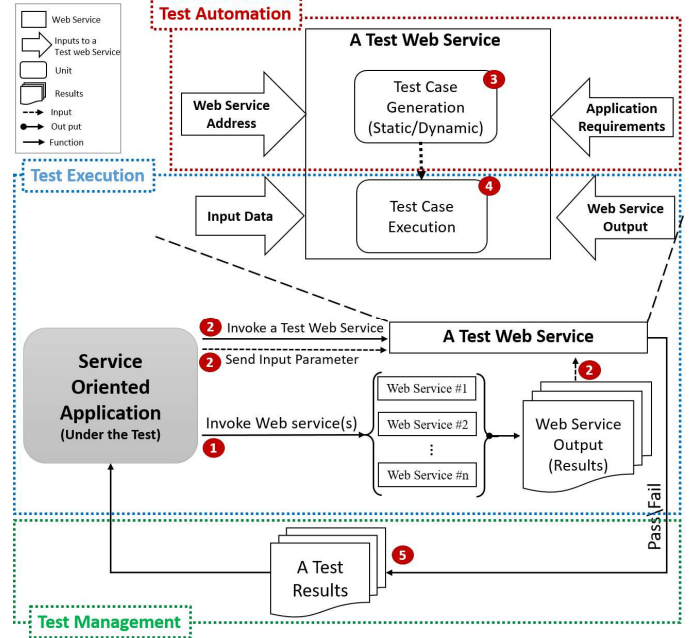 Web Service
Inputs to a
Test web Service
Unit
Results
Input
Out put
Function
Test Automation
A Test Web Service
Web Service
Address
3
Test Case
Generation
(Static/Dynamic)
Application
Requirements
Test Execution
Input Data
4
Test Case
Execution
Web Service
Output
2
Invoke a Test Web Service
2
Send Input Parameter
A Test Web Service
Service
Oriented
Application
(Under the Test)
Invoke Web service(s)
1
Web Service #1
Web Service #2
⋮
Web Service #n
2
Web Service
Output
(Results)
Pass\Fail
5
A Test
Results
Test Management